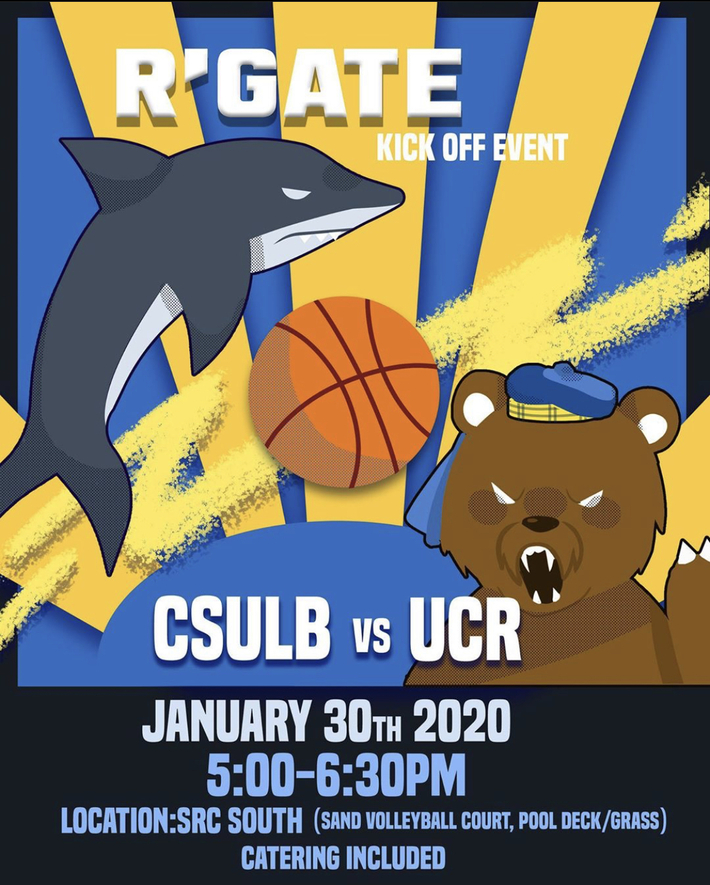 R'GATE
KICK OFF EVENT
CSULB VS UCR
JANUARY 30TH 2020
5:00-6:30PM
LOCATION:SRC SOUTH (SAND VOLLEYBALL COURT, POOL DECK/GRASS)
CATERING INCLUDED